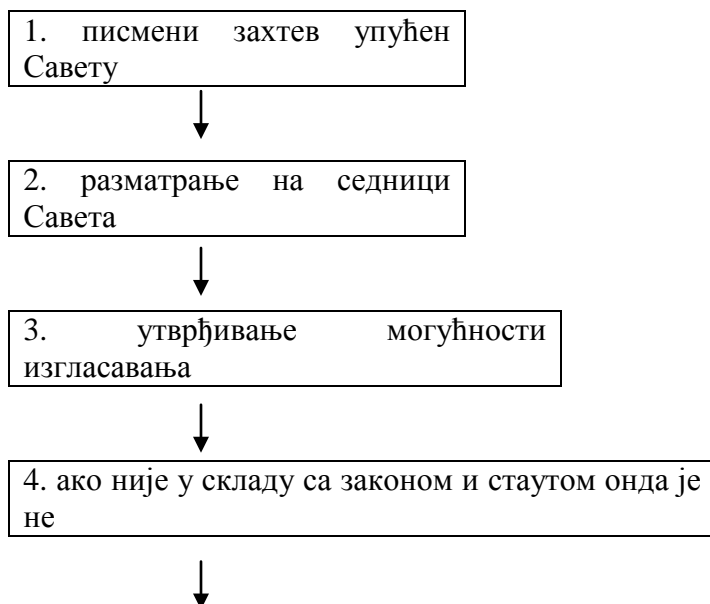 1. писмени захтев упућен
Савету
2. разматрање на седници
Савета
3. утврђивање могућности
изгласавања
4. ако није у складу са законом и стаутом онда је
не